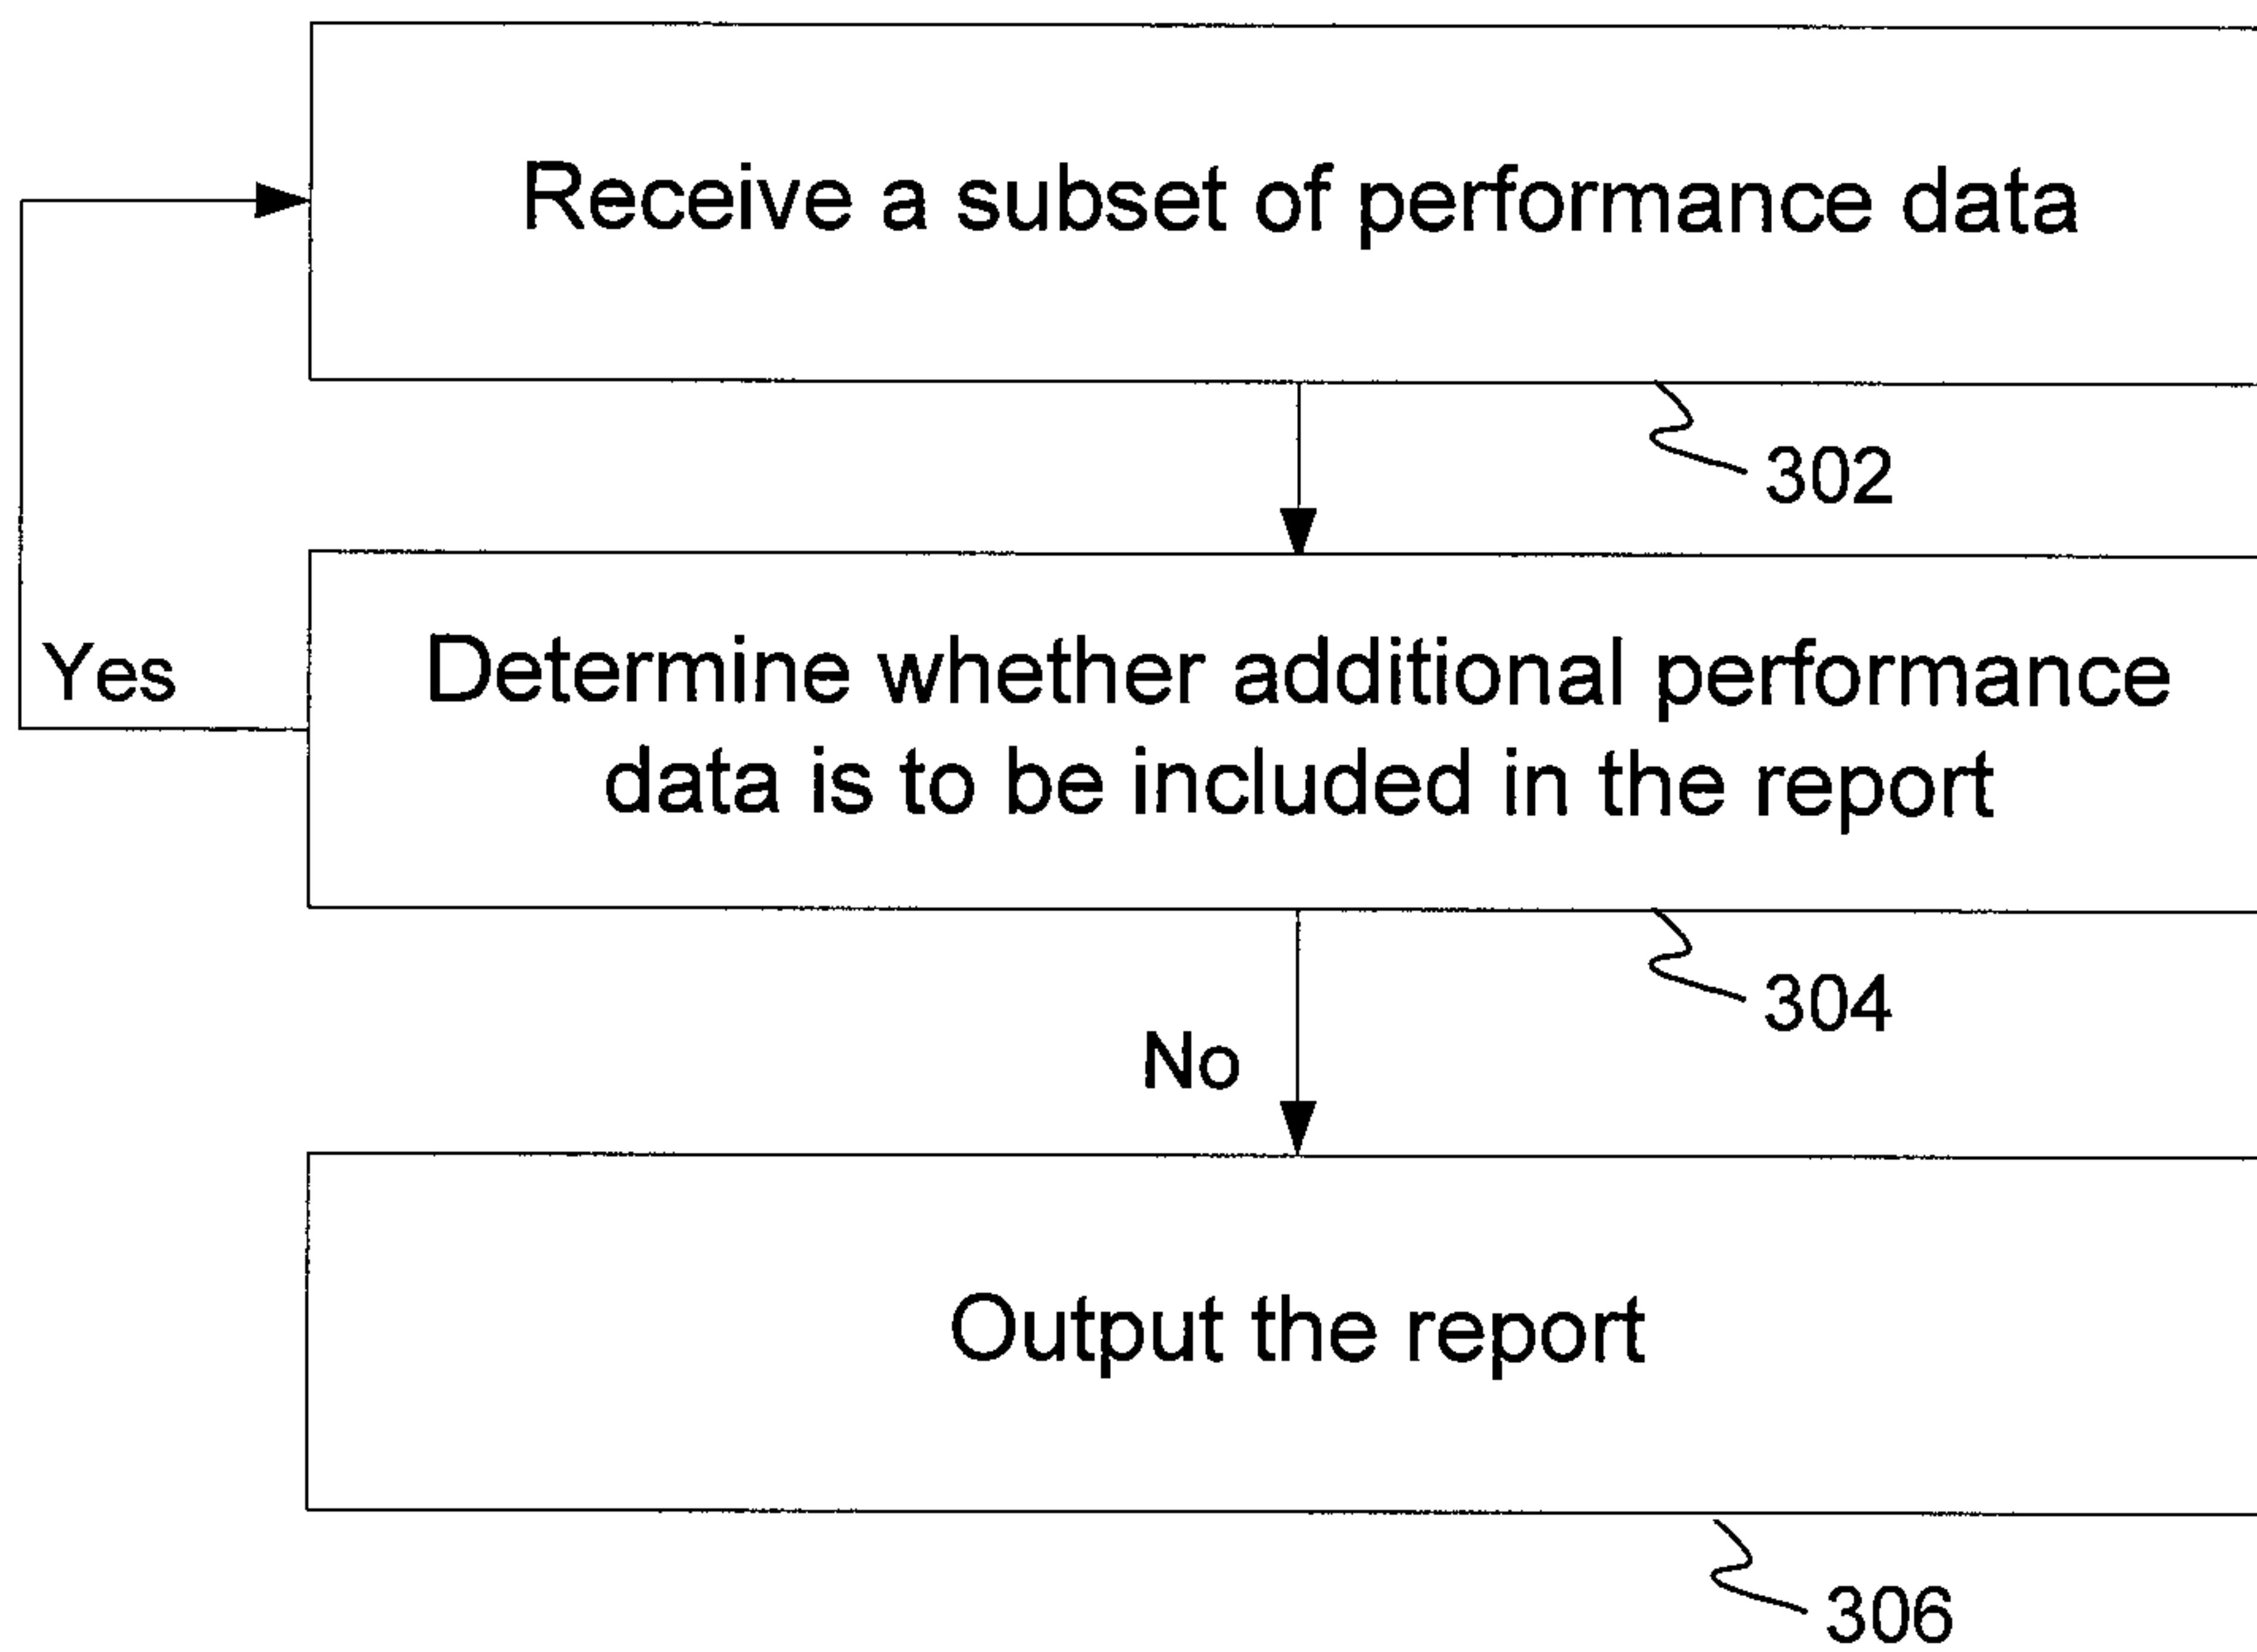 Receive a subset of performance data
302
Yes
Determine whether additional performance
data is to be included in the report
304
No
Output the report
306